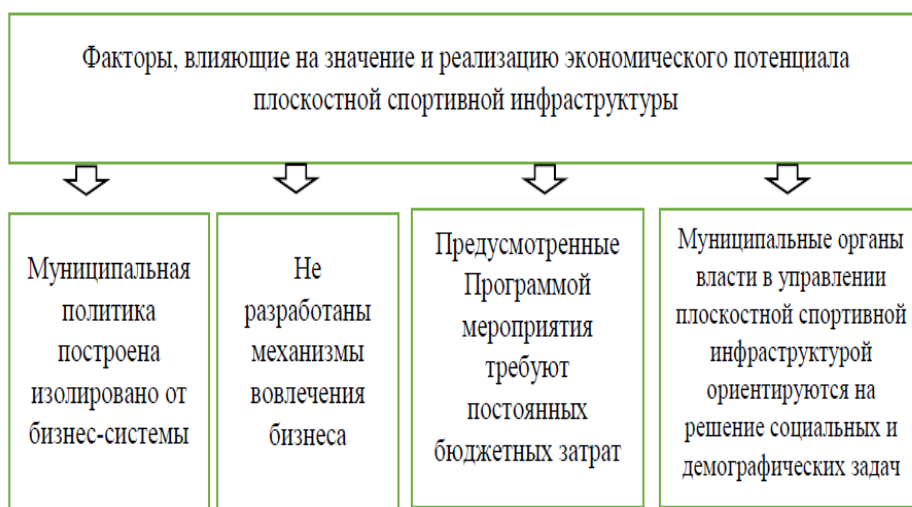 Факторы, влияющие на значение и реализацию экономического потенциала
плоскостной спортивной инфраструктуры
Муниципальная
политика
построена
изолировано от
бизнес-системы
Не
разработаны
механизмы
вовлечения
бизнеса
Предусмотренные
Программой
мероприятия
требуют
постоянных
бюджетных затрат
Муниципальные органы
власти в управлении
плоскостной спортивной
инфраструктурой
ориентируются на
решение социальных и
демографических задач